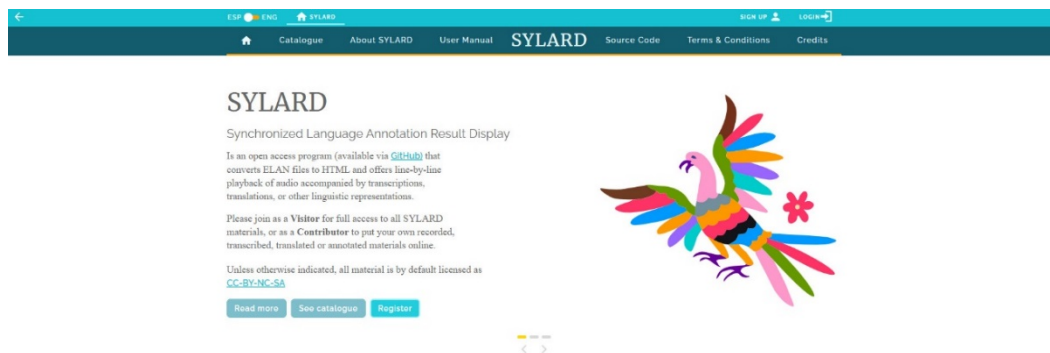 ESP ENG SYLARD SIGN UP LOGIN
Catalogue About SYLARD User Manual SYLARD Source Code Terms & Conditions Credits
SYLARD
Synchronized Language Annotation Result Display
Is an open access program (available via GitHub) that
converts ELAN files to HTML and offers line-by-line
playback of audio accompanied by transcriptions,
translations, or other linguistic representations.
Please join as a Visitor for full access to all SYLARD
materials, or as a Contributor to put your own recorded,
transcribed, translated or annotated materials online.
Unless otherwise indicated, all material is by default licensed as
CC-BY-NC-SA
Read more See catalogue Register